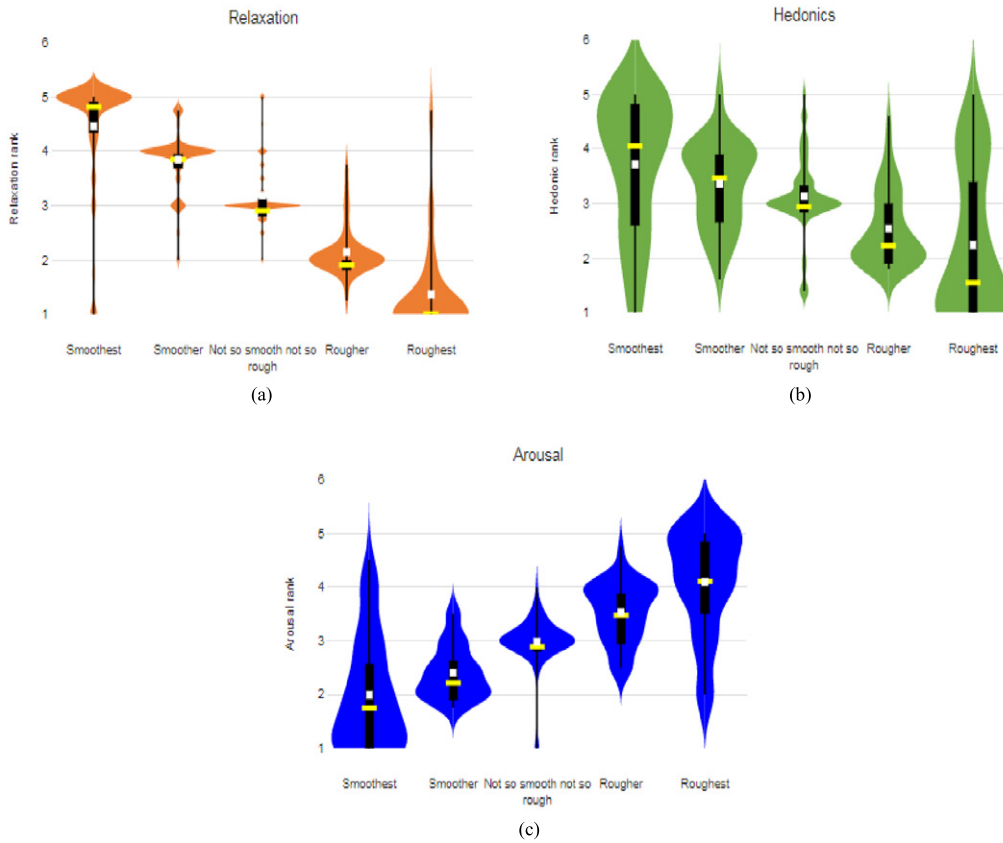 Relaxation
Relaxation rank
6
5
4
3
2
1
Smoothest
Smoother
Not so smooth not so
rough
Rougher
Roughest
(a)
Hedonics
Hedonic rank
6
5
4
3
2
1
Smoothest
Smoother
Not so smooth not so
rough
Rougher
Roughest
(b)
Arousal
Arousal rank
6
5
4
3
2
1
Smoothest
Smoother
Not so smooth not so
rough
Rougher
Roughest
(c)